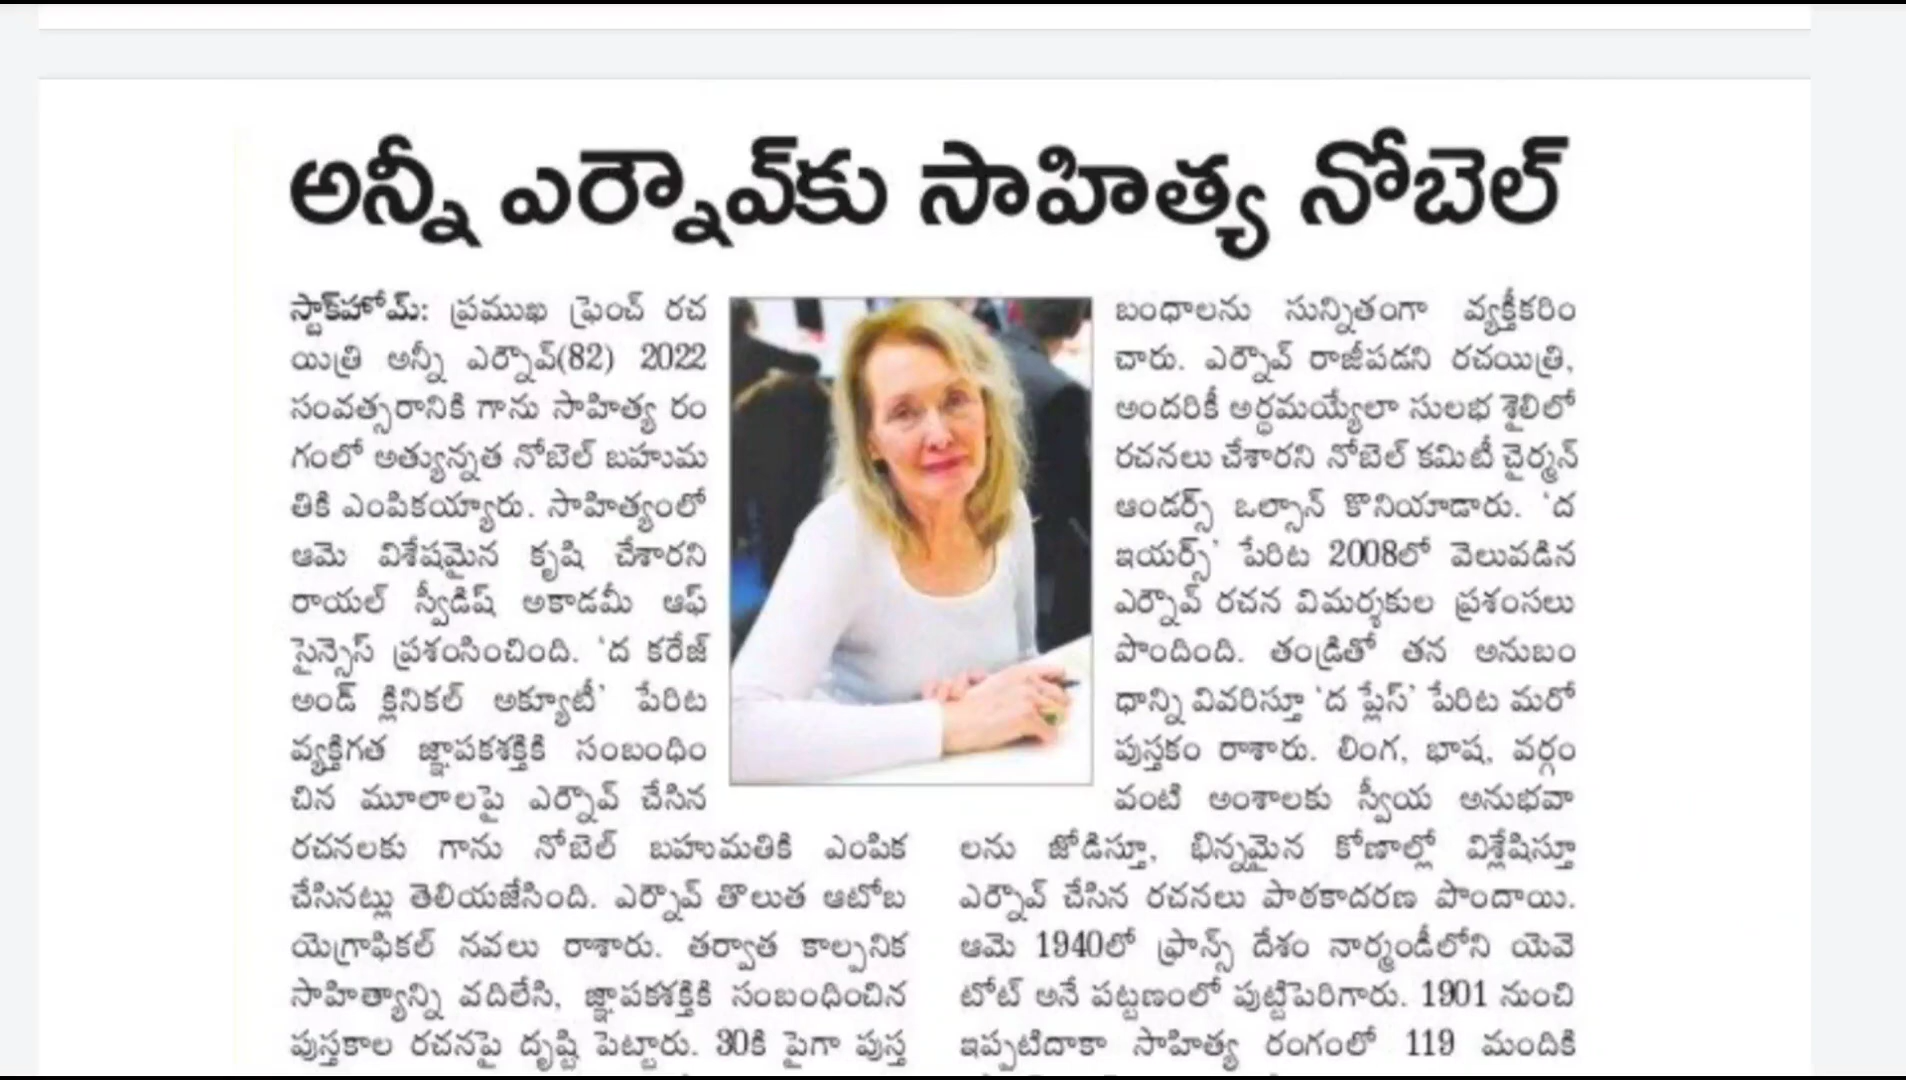 అన్నీ ఎర్నౌవ్‌కు సాహిత్య నోబెల్
స్టాక్‌హోమ్: ప్రముఖ ఫ్రెంచ్ రచ
యిత్రి అన్నీ ఎర్నౌవ్(82) 2022
సంవత్సరానికి గాను సాహిత్య రం
గంలో అత్యున్నత నోబెల్ బహుమ
తికి ఎంపికయ్యారు. సాహిత్యంలో
ఆమె విశేషమైన కృషి చేశారని
రాయల్ స్వీడిష్ అకాడమీ ఆఫ్
సైన్సెస్ ప్రశంసించింది. ‘ద కరేజ్
అండ్ క్లినికల్ అక్యూటీ’ పేరిట
వ్యక్తిగత జ్ఞాపకశక్తికి సంబంధిం
చిన మూలాలపై ఎర్నౌవ్ చేసిన
రచనలకు గాను నోబెల్ బహుమతికి ఎంపిక
చేసినట్లు తెలియజేసింది. ఎర్నౌవ్ తొలుత ఆటోబ
యెగ్రాఫికల్ నవలు రాశారు. తర్వాత కాల్పనిక
సాహిత్యాన్ని వదిలేసి, జ్ఞాపకశక్తికి సంబంధించిన
పుస్తకాల రచనపై దృష్టి పెట్టారు. 30కి పైగా పుస్త
బంధాలను సున్నితంగా వ్యక్తీకరిం
చారు. ఎర్నౌవ్ రాజీపడని రచయిత్రి,
అందరికీ అర్థమయ్యేలా సులభ శైలిలో
రచనలు చేశారని నోబెల్ కమిటీ చైర్మన్
ఆండర్స్ ఒల్సాన్ కొనియాడారు. ‘ద
ఇయర్స్’ పేరిట 2008లో వెలువడిన
ఎర్నౌవ్ రచన విమర్శకుల ప్రశంసలు
పొందింది. తండ్రితో తన అనుబం
ధాన్ని వివరిస్తూ ‘ద ప్లేస్’ పేరిట మరో
పుస్తకం రాశారు. లింగ, భాష, వర్గం
వంటి అంశాలకు స్వీయ అనుభవా
లను జోడిస్తూ, భిన్నమైన కోణాల్లో విశ్లేషిస్తూ
ఎర్నౌవ్ చేసిన రచనలు పాఠకాదరణ పొందాయి.
ఆమె 1940లో ఫ్రాన్స్ దేశం నార్మండీలోని యెవె
టోట్ అనే పట్టణంలో పుట్టిపెరిగారు. 1901 నుంచి
ఇప్పటిదాకా సాహిత్య రంగంలో 119 మందికి